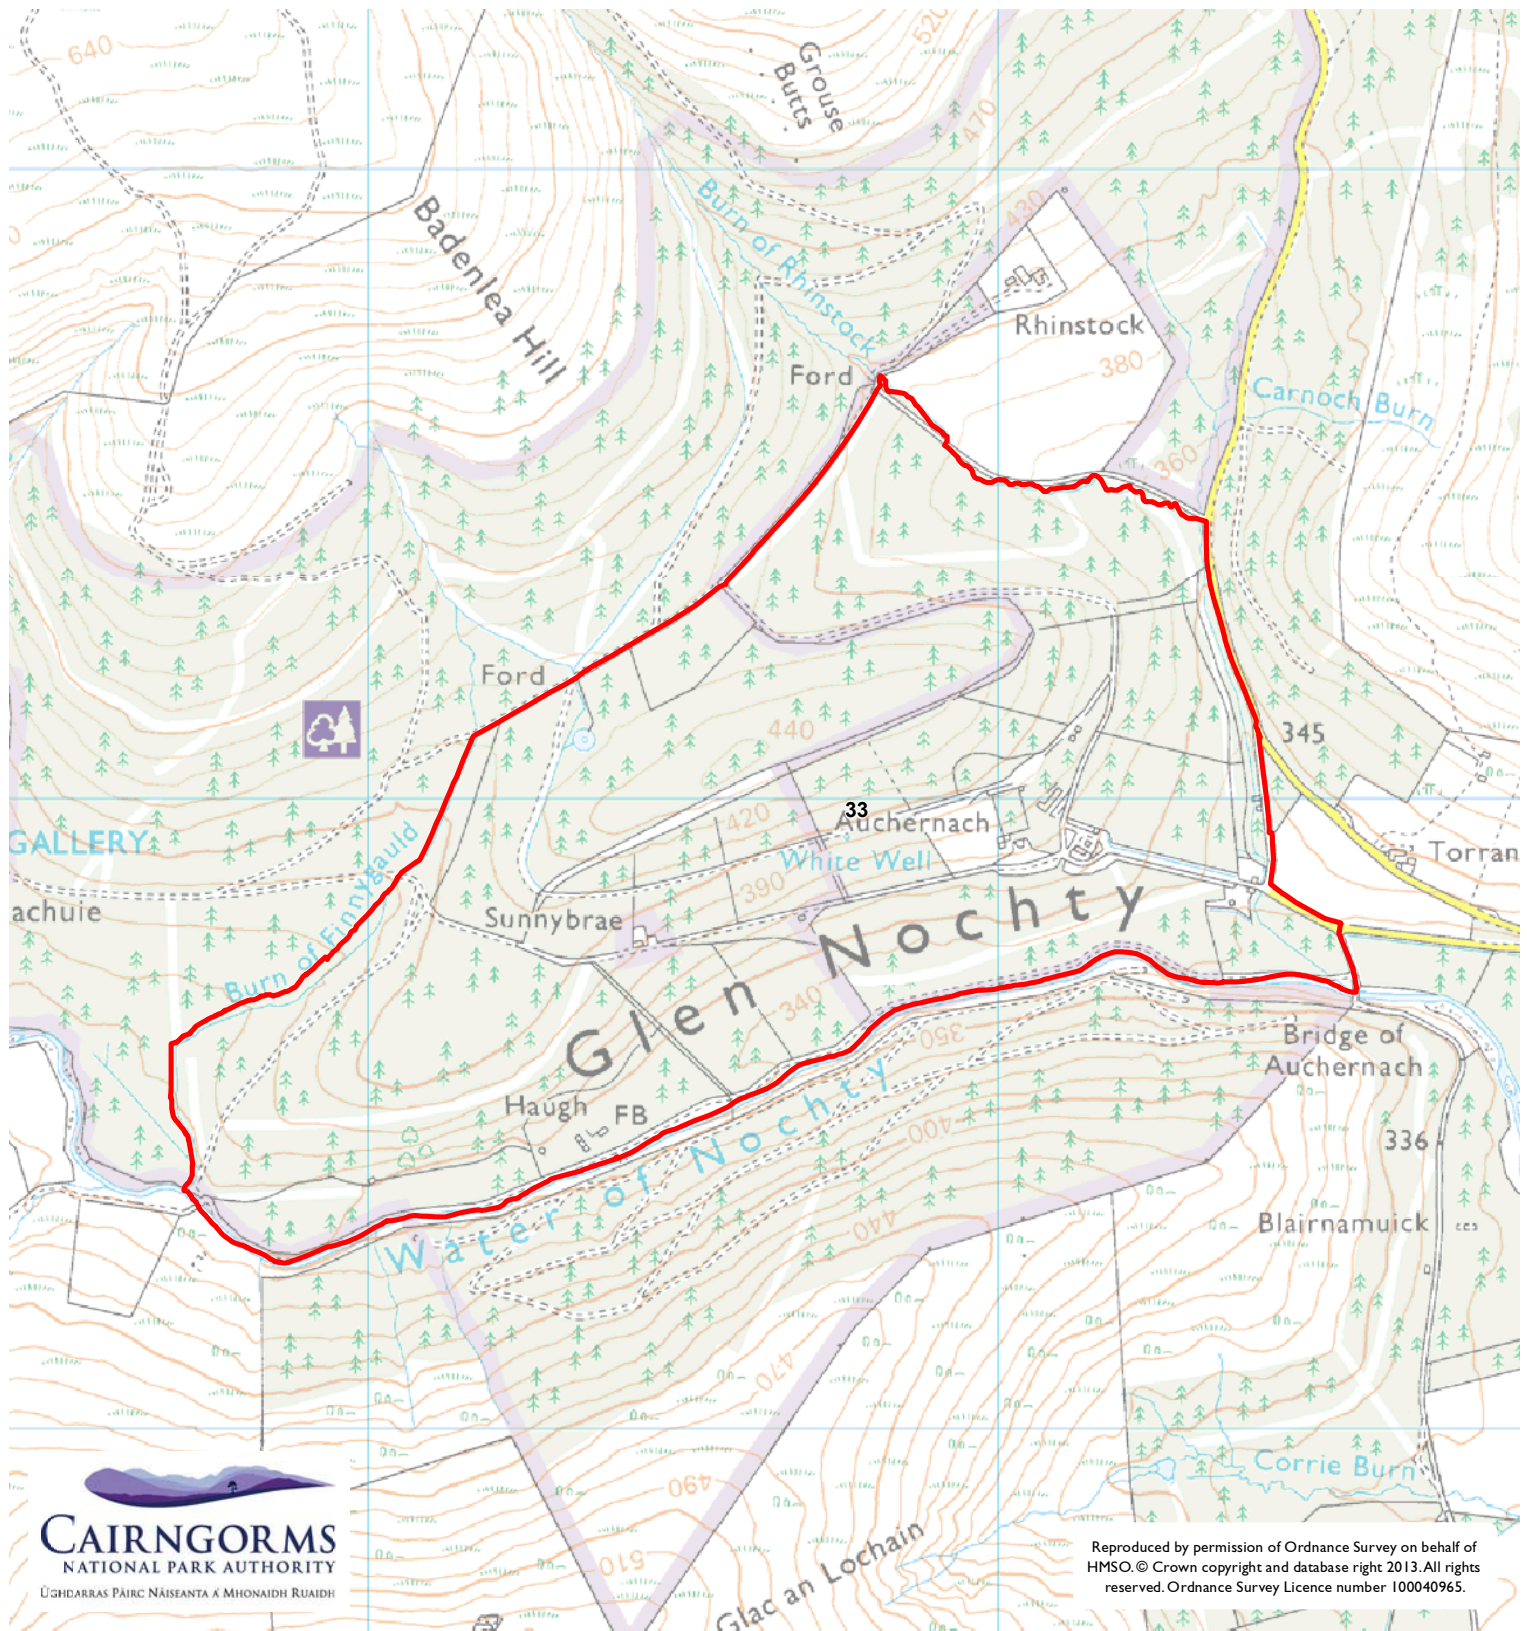 640
520
Grouse
Butts
470
Burn of Rhinstock
430
Badenlea Hill
Rhinstock
380
Ford
Carnoch Burn
360
Ford
440
345
33
420
Auchernach
GALLERY
White Well
Torran
390
achuie
Burn of Finnygauld
Sunnybrae
Glen Nochty
340
350
Bridge of
Auchernach
Haugh
FB
400
336
Water of Nochty
440
Blairnamuick
470
490
Corrie Burn
510
Glac an Lochain
CAIRNGORMS
NATIONAL PARK AUTHORITY
ÙGHDARRAS PÀIRC NÀISEANTA A' MHONAIDH RUAIDH
Reproduced by permission of Ordnance Survey on behalf of
HMSO. © Crown copyright and database right 2013. All rights
reserved. Ordnance Survey Licence number 100040965.